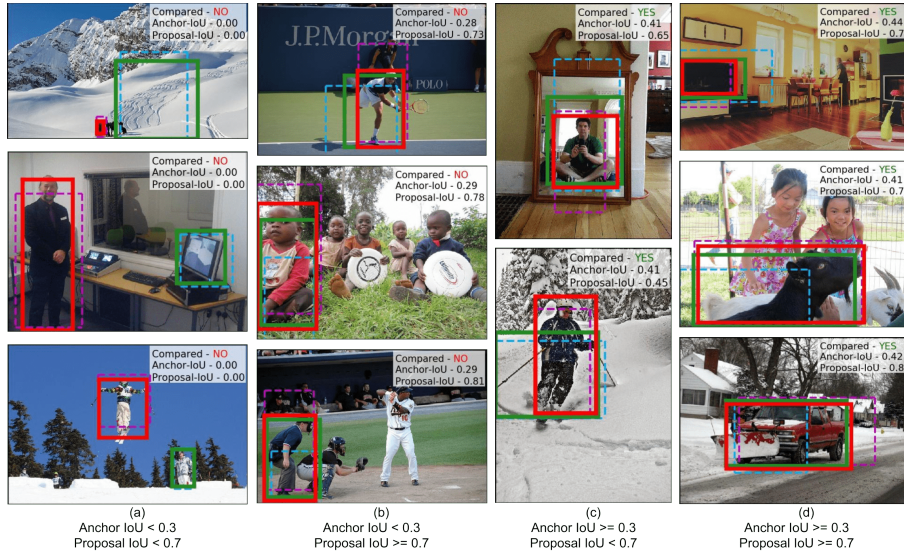 Compared - NO
Anchor-IoU - 0.00
Proposal-IoU - 0.00
Compared - NO
Anchor-IoU - 0.00
Proposal-IoU - 0.00
Compared - NO
Anchor-IoU - 0.00
Proposal-IoU - 0.00
(a)
Anchor IoU < 0.3
Proposal IoU < 0.7
Compared - NO
Anchor-IoU - 0.28
Proposal-IoU - 0.73
J.P.Morgan
POLO
Compared - NO
Anchor-IoU - 0.29
Proposal-IoU - 0.78
Compared - NO
Anchor-IoU - 0.29
Proposal-IoU - 0.81
(b)
Anchor IoU < 0.3
Proposal IoU >= 0.7
Compared - YES
Anchor-IoU - 0.41
Proposal-IoU - 0.65
Compared - YES
Anchor-IoU - 0.41
Proposal-IoU - 0.45
(c)
Anchor IoU >= 0.3
Proposal IoU < 0.7
Compared - YES
Anchor-IoU - 0.44
Proposal-IoU - 0.7
Compared - YES
Anchor-IoU - 0.41
Proposal-IoU - 0.7
Compared - YES
Anchor-IoU - 0.42
Proposal-IoU - 0.8
(d)
Anchor IoU >= 0.3
Proposal IoU >= 0.7